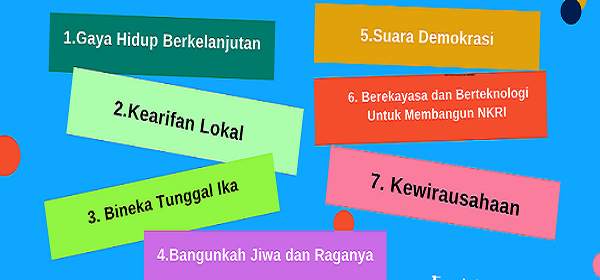 1.Gaya Hidup Berkelanjutan
2.Kearifan Lokal
3. Bineka Tunggal Ika
4.Bangunkah Jiwa dan Raganya
5.Suara Demokrasi
6. Berekayasa dan Berteknologi
Untuk Membangun NKRI
7. Kewirausahaan